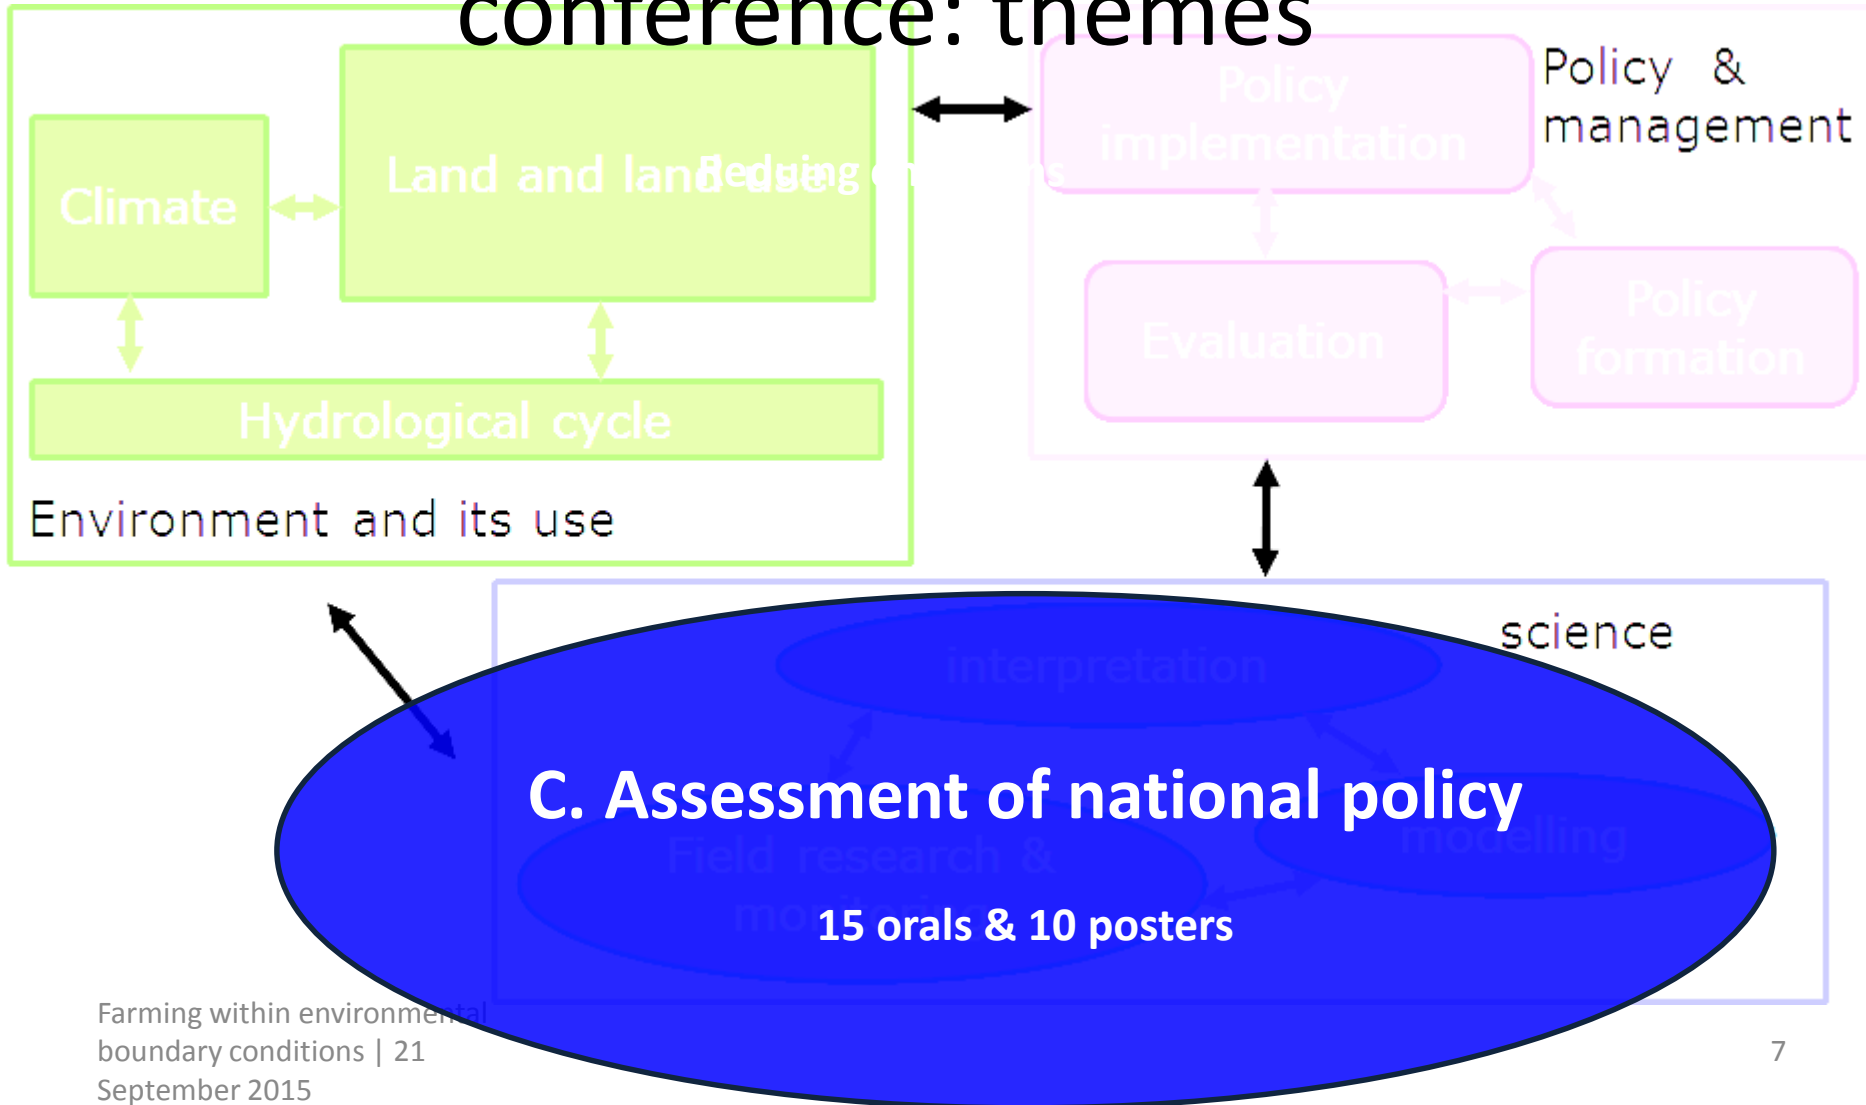 conference: themes
Policy &
management
Policy
implementation
Land and land use
Climate
Evaluation
Policy
formation
Hydrological cycle
Environment and its use
science
interpretation
C. Assessment of national policy
Field research &
monitoring
modelling
15 orals & 10 posters
Farming within environmental
boundary conditions | 21
September 2015
7